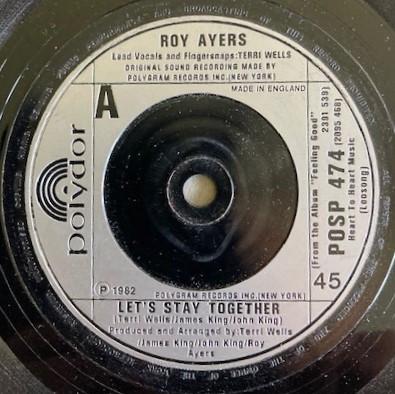 ROY AYERS
Lead Vocals and Fingersnaps:TERRI WELLS
ORIGINAL SOUND RECORDING MADE BY
POLYGRAM RECORDS INC.(NEW YORK)
MADE IN ENGLAND
A
polydor
(From the Album "Feeling Good"
2391 539)
POSP 474 (2095 468)
Heart To Heart Music
(Leosong)
45
℗ 1982
POLYGRAM RECORDS INC.(NEW YORK)
LET'S STAY TOGETHER
(Terri Wells/James King/John King)
Produced and Arranged by:Terri Wells
/James King/John King/Roy
Ayers